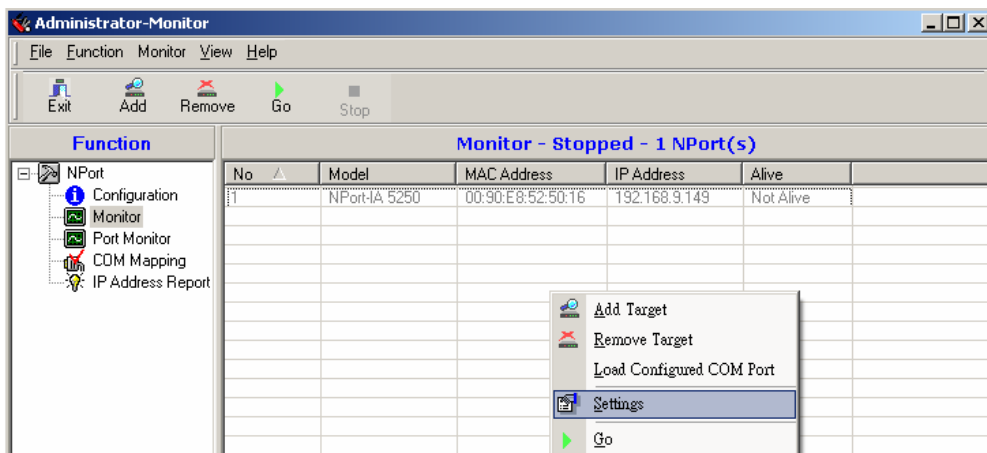 Administrator-Monitor
File Function Monitor View Help
Exit Add Remove Go Stop
Function
Monitor - Stopped - 1 NPort(s)
NPort
Configuration
Monitor
Port Monitor
COM Mapping
IP Address Report
No Model MAC Address IP Address Alive
1 NPort-IA 5250 00:90:E8:52:50:16 192.168.9.149 Not Alive
Add Target
Remove Target
Load Configured COM Port
Settings
Go